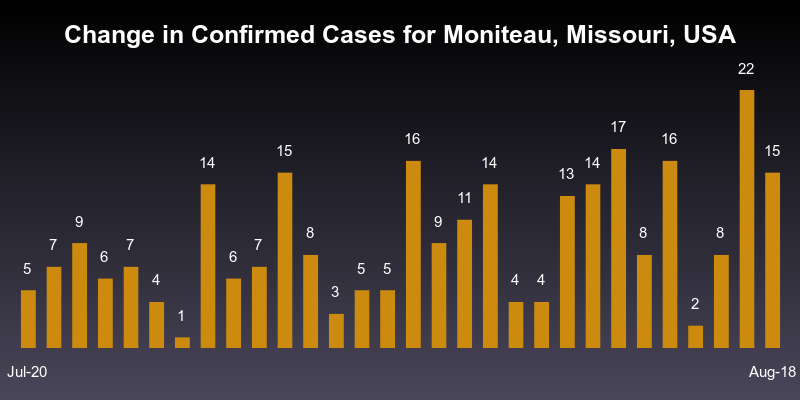 Change in Confirmed Cases for Moniteau, Missouri, USA
5 7 9 6 7 4 1 14 6 7 15 8 3 5 5 16 9 11 14 4 4 13 14 17 8 16 2 8 22 15
Jul-20 Aug-18